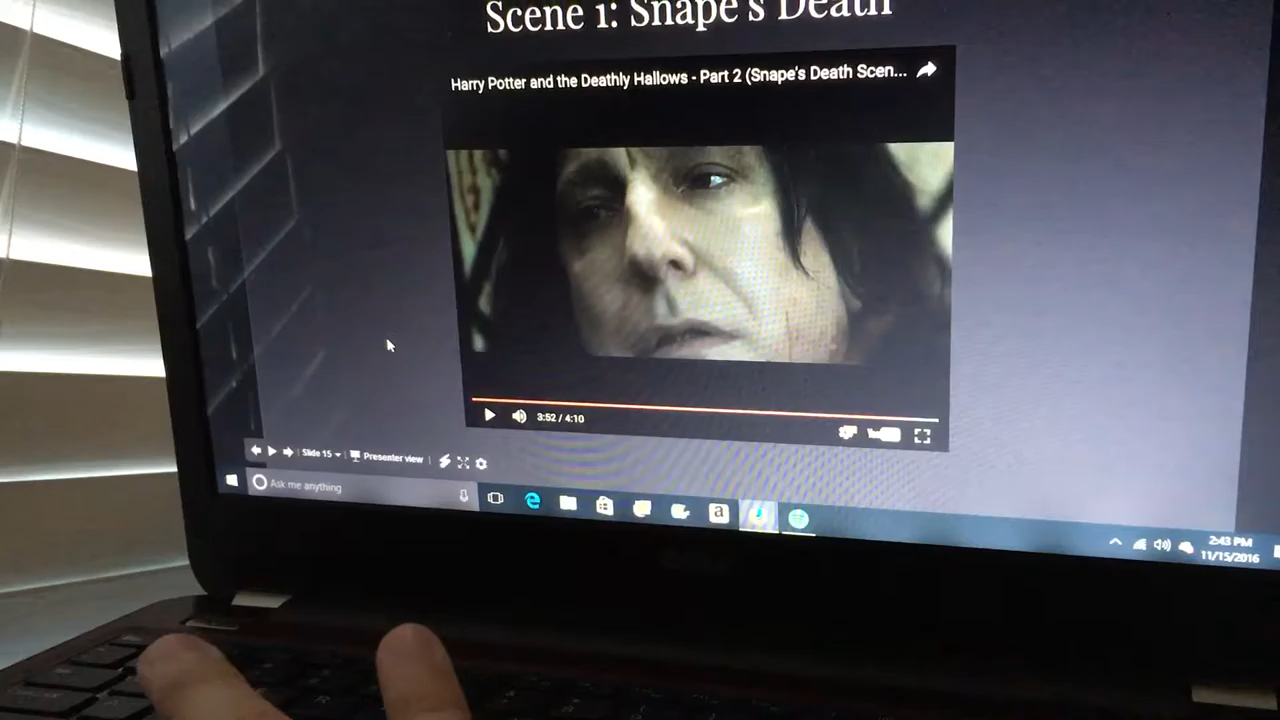 Scene 1: Snape's Death
Harry Potter and the Deathly Hallows - Part 2 (Snape's Death Scen...
3:52 / 4:10
Slide 15
Presenter view
Ask me anything
a
2:43 PM
11/15/2016